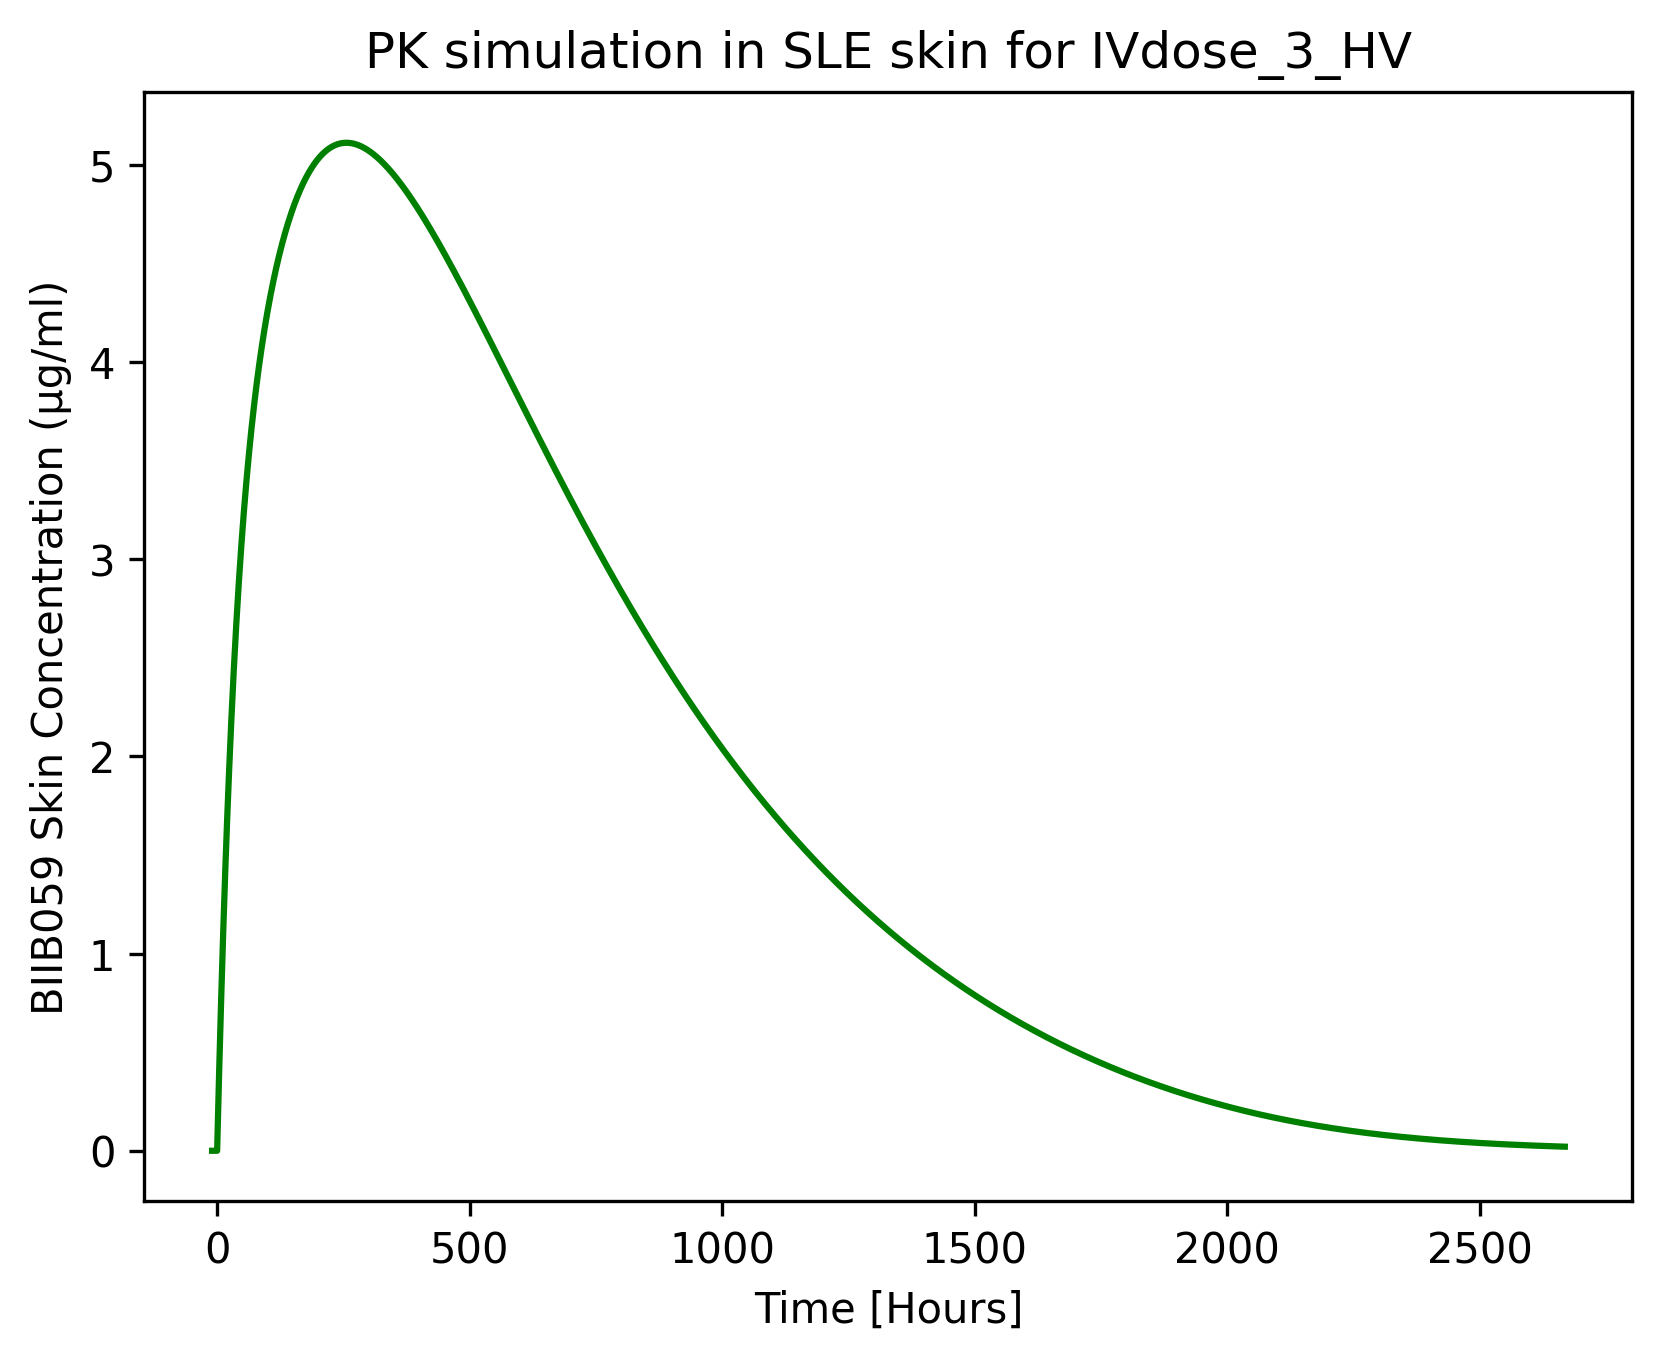 PK simulation in SLE skin for IVdose_3_HV
BIIB059 Skin Concentration (µg/ml)
5
4
3
2
1
0
0 500 1000 1500 2000 2500
Time [Hours]